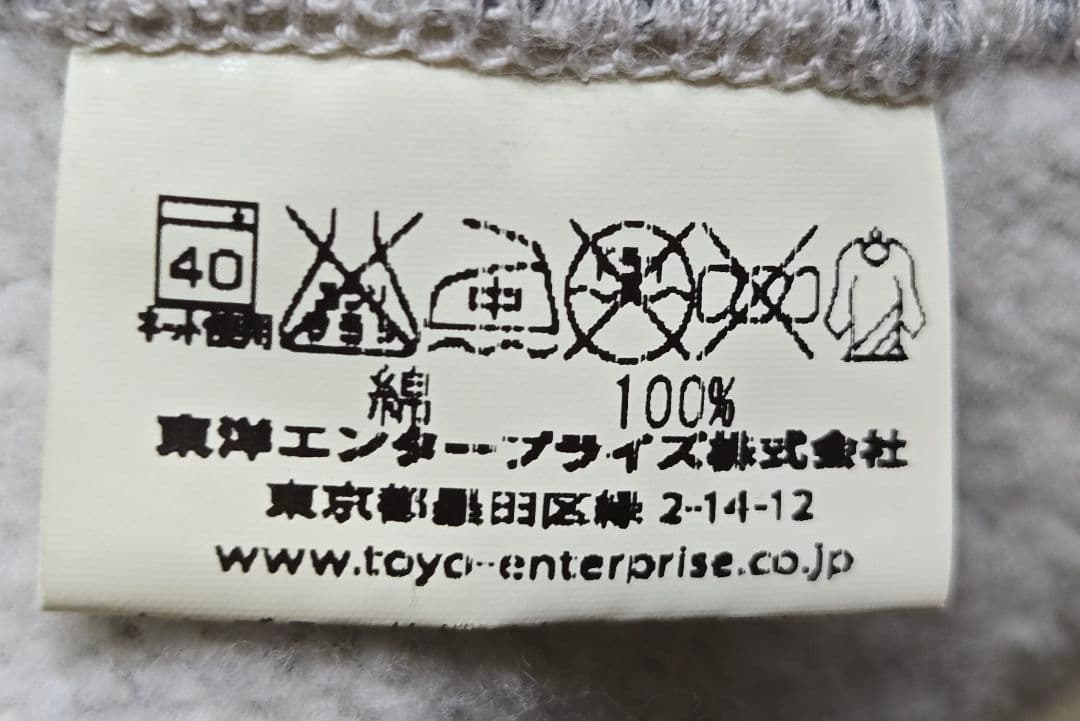 40
ネット使用
中
綿 100%
東洋エンタープライズ株式会社
東京都墨田区緑 2-14-12
www.toyo-enterprise.co.jp